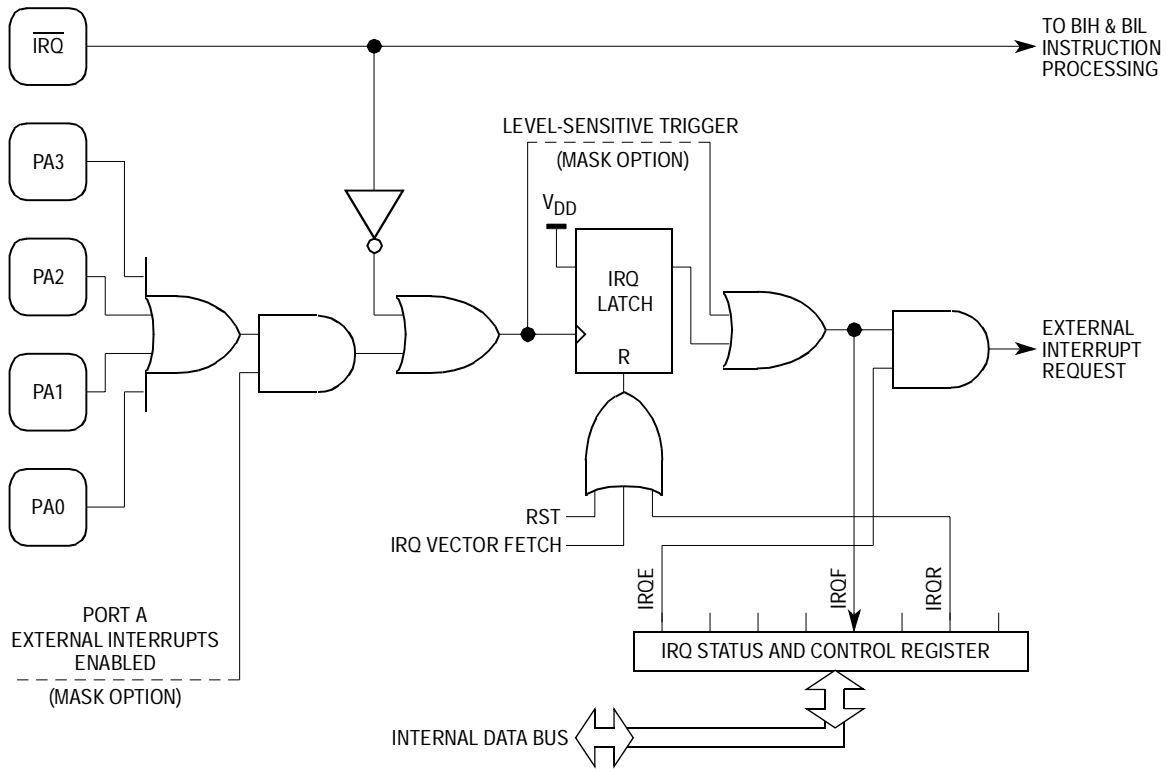 IRQ
TO BIH & BIL
INSTRUCTION
PROCESSING
PA3
LEVEL-SENSITIVE TRIGGER
(MASK OPTION)
VDD
PA2
IRQ
LATCH
R
EXTERNAL
INTERRUPT
REQUEST
PA1
PA0
RST
IRQ VECTOR FETCH
IRQE
IRQF
IRQR
PORT A
EXTERNAL INTERRUPTS
ENABLED
(MASK OPTION)
IRQ STATUS AND CONTROL REGISTER
INTERNAL DATA BUS